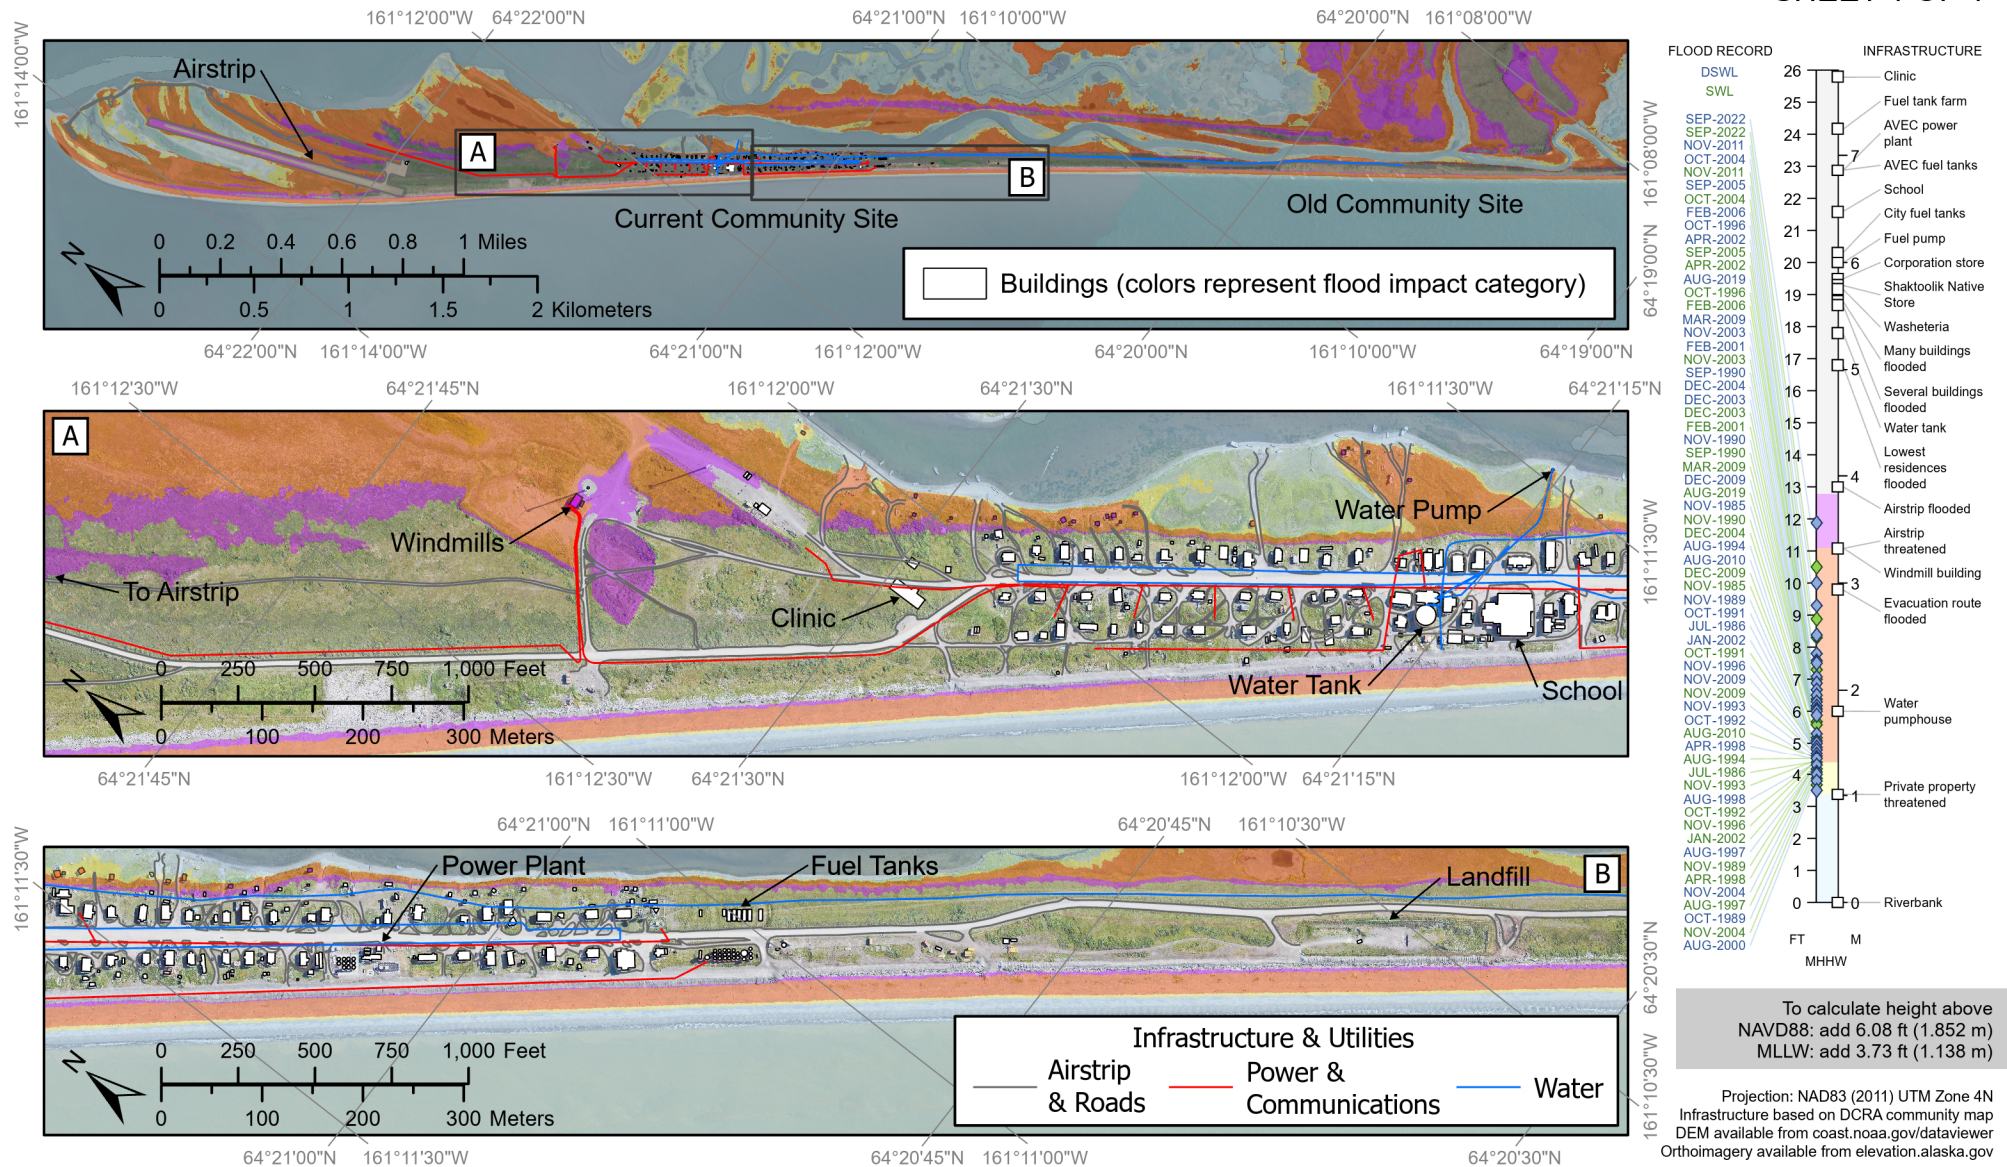 161°12'00"W 64°22'00"N 64°21'00"N 161°10'00"W 64°20'00"N 161°08'00"W
161°14'00"W
Airstrip
A
B
Current Community Site
Old Community Site
N
0 0.2 0.4 0.6 0.8 1 Miles
0 0.5 1 1.5 2 Kilometers
Buildings (colors represent flood impact category)
161°08'00"W
64°19'00"N
64°22'00"N 161°14'00"W 64°21'00"N 161°12'00"W 64°20'00"N 161°10'00"W 64°19'00"N
161°12'30"W 64°21'45"N 161°12'00"W 64°21'30"N 161°11'30"W 64°21'15"N
A
Windmills
To Airstrip
Clinic
Water Pump
Water Tank
School
N
0 250 500 750 1,000 Feet
0 100 200 300 Meters
161°11'30"W
64°21'45"N 161°12'30"W 64°21'30"N 161°12'00"W 64°21'15"N
64°21'00"N 161°11'00"W 64°20'45"N 161°10'30"W
161°11'30"W
Power Plant
Fuel Tanks
Landfill
B
N
0 250 500 750 1,000 Feet
0 100 200 300 Meters
Infrastructure & Utilities
Airstrip
& Roads
Power &
Communications
Water
64°20'30"N
161°10'30"W
64°21'00"N 161°11'30"W 64°20'45"N 161°11'00"W 64°20'30"N
FLOOD RECORD
DSWL
SWL
SEP-2022
SEP-2022
NOV-2011
OCT-2004
NOV-2011
SEP-2005
OCT-2004
FEB-2006
OCT-1996
APR-2002
SEP-2005
APR-2002
AUG-2019
OCT-1996
FEB-2006
MAR-2009
NOV-2003
FEB-2001
NOV-2003
SEP-1990
DEC-2004
DEC-2003
DEC-2003
FEB-2001
NOV-1990
SEP-1990
MAR-2009
DEC-2009
AUG-2019
NOV-1985
NOV-1990
DEC-2004
AUG-1994
AUG-2010
DEC-2009
NOV-1985
NOV-1989
OCT-1991
JUL-1986
JAN-2002
OCT-1991
NOV-1996
NOV-2009
NOV-2009
NOV-1993
OCT-1992
AUG-2010
APR-1998
AUG-1994
JUL-1986
NOV-1993
AUG-1998
OCT-1992
NOV-1996
JAN-2002
AUG-1997
NOV-1989
APR-1998
NOV-2004
AUG-1997
OCT-1989
NOV-2004
AUG-2000
26
25
24
23
22
21
20
19
18
17
16
15
14
13
12
11
10
9
8
7
6
5
4
3
2
1
0
FT
7
6
5
4
3
2
1
0
M
MHHW
INFRASTRUCTURE
Clinic
Fuel tank farm
AVEC power
plant
AVEC fuel tanks
School
City fuel tanks
Fuel pump
Corporation store
Shaktoolik Native
Store
Washeteria
Many buildings
flooded
Several buildings
flooded
Water tank
Lowest
residences
flooded
Airstrip flooded
Airstrip
threatened
Windmill building
Evacuation route
flooded
Water
pumphouse
Private property
threatened
Riverbank
To calculate height above
NAVD88: add 6.08 ft (1.852 m)
MLLW: add 3.73 ft (1.138 m)
Projection: NAD83 (2011) UTM Zone 4N
Infrastructure based on DCRA community map
DEM available from coast.noaa.gov/dataviewer
Orthoimagery available from elevation.alaska.gov